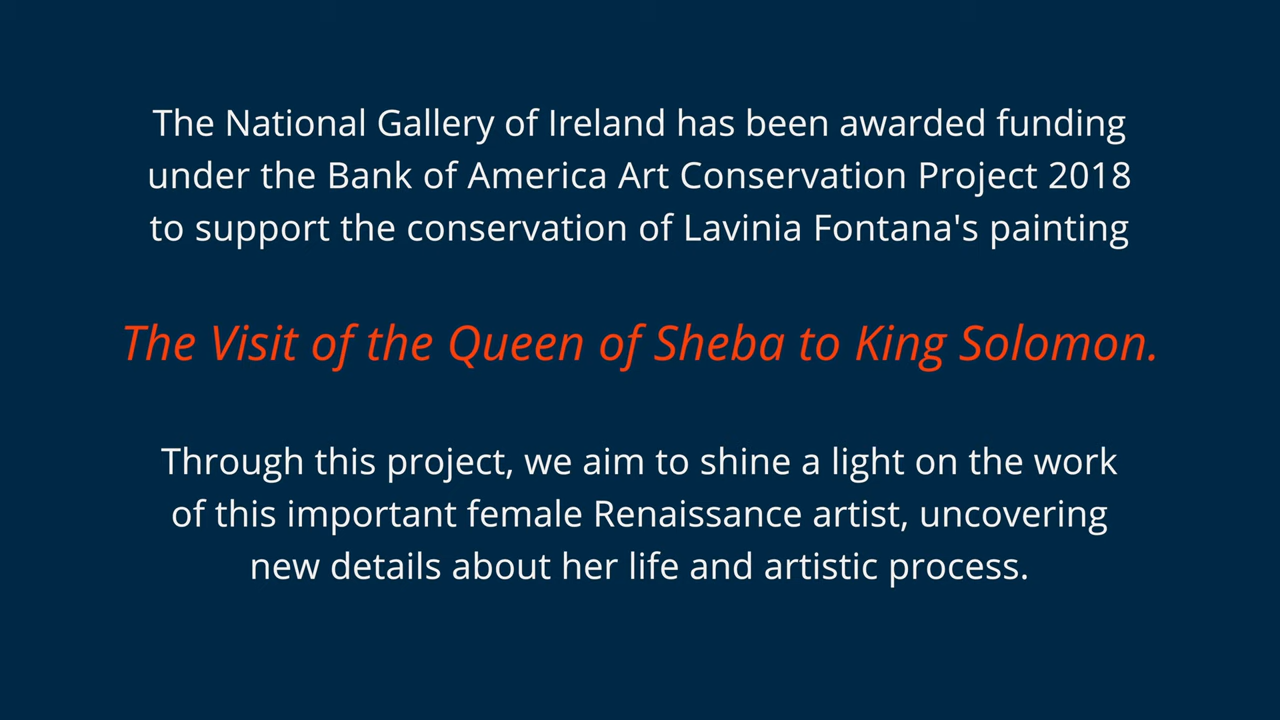 The National Gallery of Ireland has been awarded funding
under the Bank of America Art Conservation Project 2018
to support the conservation of Lavinia Fontana's painting
The Visit of the Queen of Sheba to King Solomon.
Through this project, we aim to shine a light on the work
of this important female Renaissance artist, uncovering
new details about her life and artistic process.